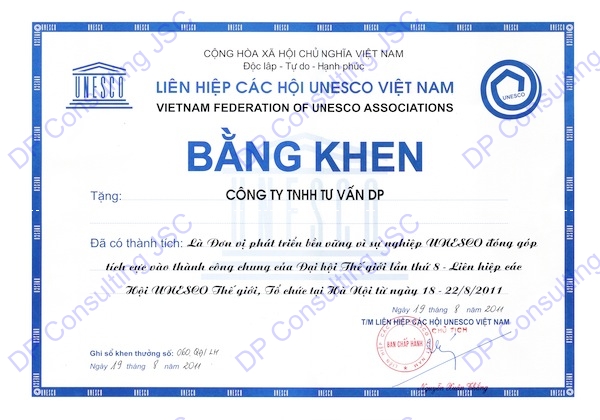 CỘNG HÒA XÃ HỘI CHỦ NGHĨA VIỆT NAM
Độc lập - Tự do - Hạnh phúc
UNESCO
UNESCO
LIÊN HIỆP CÁC HỘI UNESCO VIỆT NAM
VIETNAM FEDERATION OF UNESCO ASSOCIATIONS
BẰNG KHEN
Tặng: CÔNG TY TNHH TƯ VẤN DP
UNESCO
Đã có thành tích: Là Đơn vị phát triển bền vững vì sự nghiệp UNESCO đóng góp
tích cực vào thành công chung của Đại hội Thế giới lần thứ 8 - Liên hiệp các
Hội UNESCO Thế giới, Tổ chức tại Hà Nội từ ngày 18 - 22/8/2011
Ngày 19 tháng 8 năm 2011
T/M LIÊN HIỆP CÁC HỘI UNESCO VIỆT NAM
CHỦ TỊCH
BAN CHẤP HÀNH
Ghi sổ khen thưởng số:
Ngày 19 tháng 8 năm 2011
Nguyễn Xuân Thắng
DP Consulting JSC
DP Consulting JSC
DP Consulting JSC
DP Consulting JSC
DP Consulting JSC
DP Consulting JSC